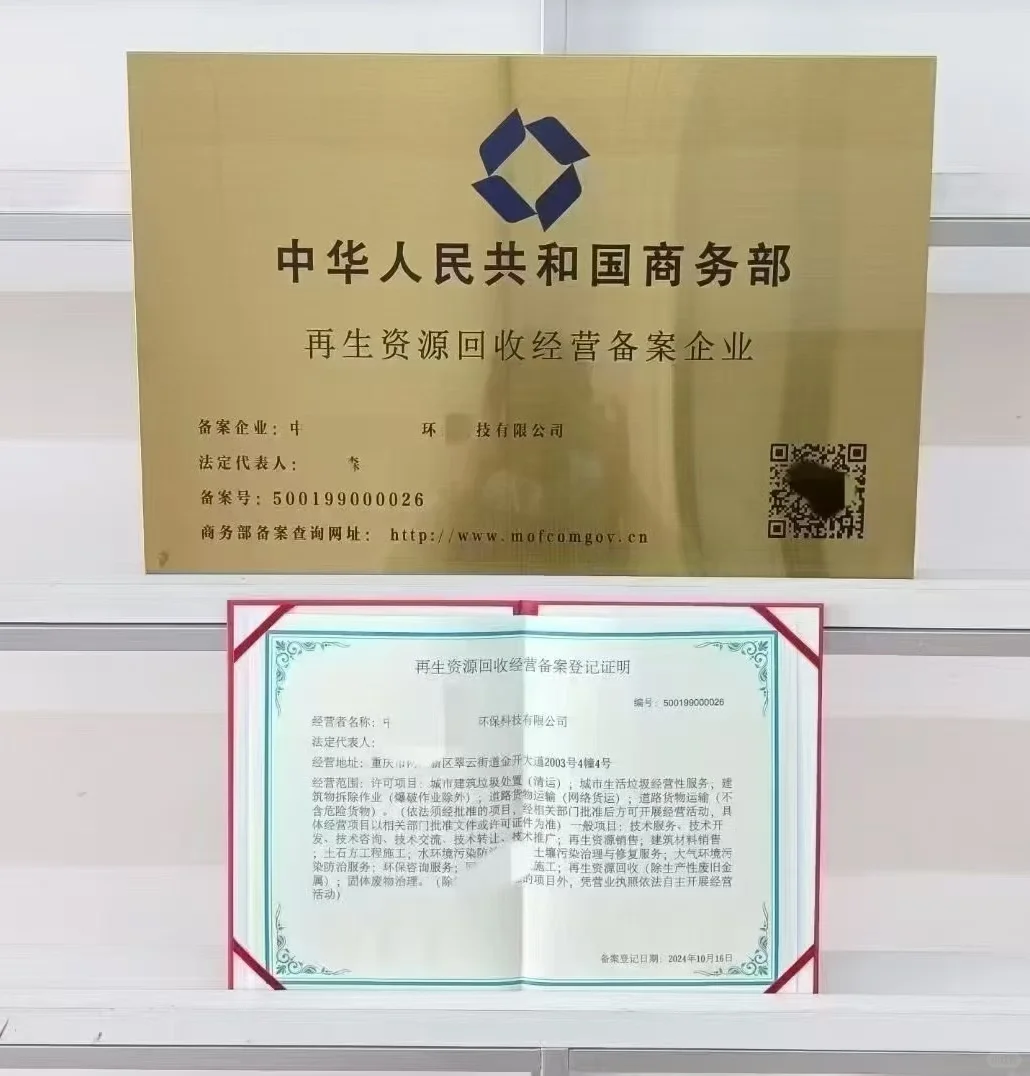 中华人民共和国商务部
再生资源回收经营备案企业
备案企业：中 环 技有限公司
法定代表人： 森
备案号：500199000026
商务部备案查询网址： http://www.mofcomgov.cn
再生资源回收经营备案登记证明
编号：500199000026
经营者名称： 环保科技有限公司
法定代表人：
经营地址：重庆市 新区翠云街道金开大道2003号4幢4号
经营范围：许可项目：城市建筑垃圾处置（清运）；城市生活垃圾经营性服务；建
筑物拆除作业（爆破作业除外）；道路货物运输（网络货运）；道路货物运输（不
含危险货物）。（依法须经批准的项目，经相关部门批准后方可开展经营活动，具
体经营项目以相关部门批准文件或许可证件为准） 一般项目：技术服务、技术开
发、技术咨询、技术交流、技术转让、技术推广；再生资源销售；建筑材料销售
；土石方工程施工；水环境污染防 土壤污染治理与修复服务；大气环境污
染防治服务；环保咨询服务； 施工；再生资源回收（除生产性废旧金
属）；固体废物治理。（除 的项目外，凭营业执照依法自主开展经营
活动）
备案登记日期：2024年10月16日